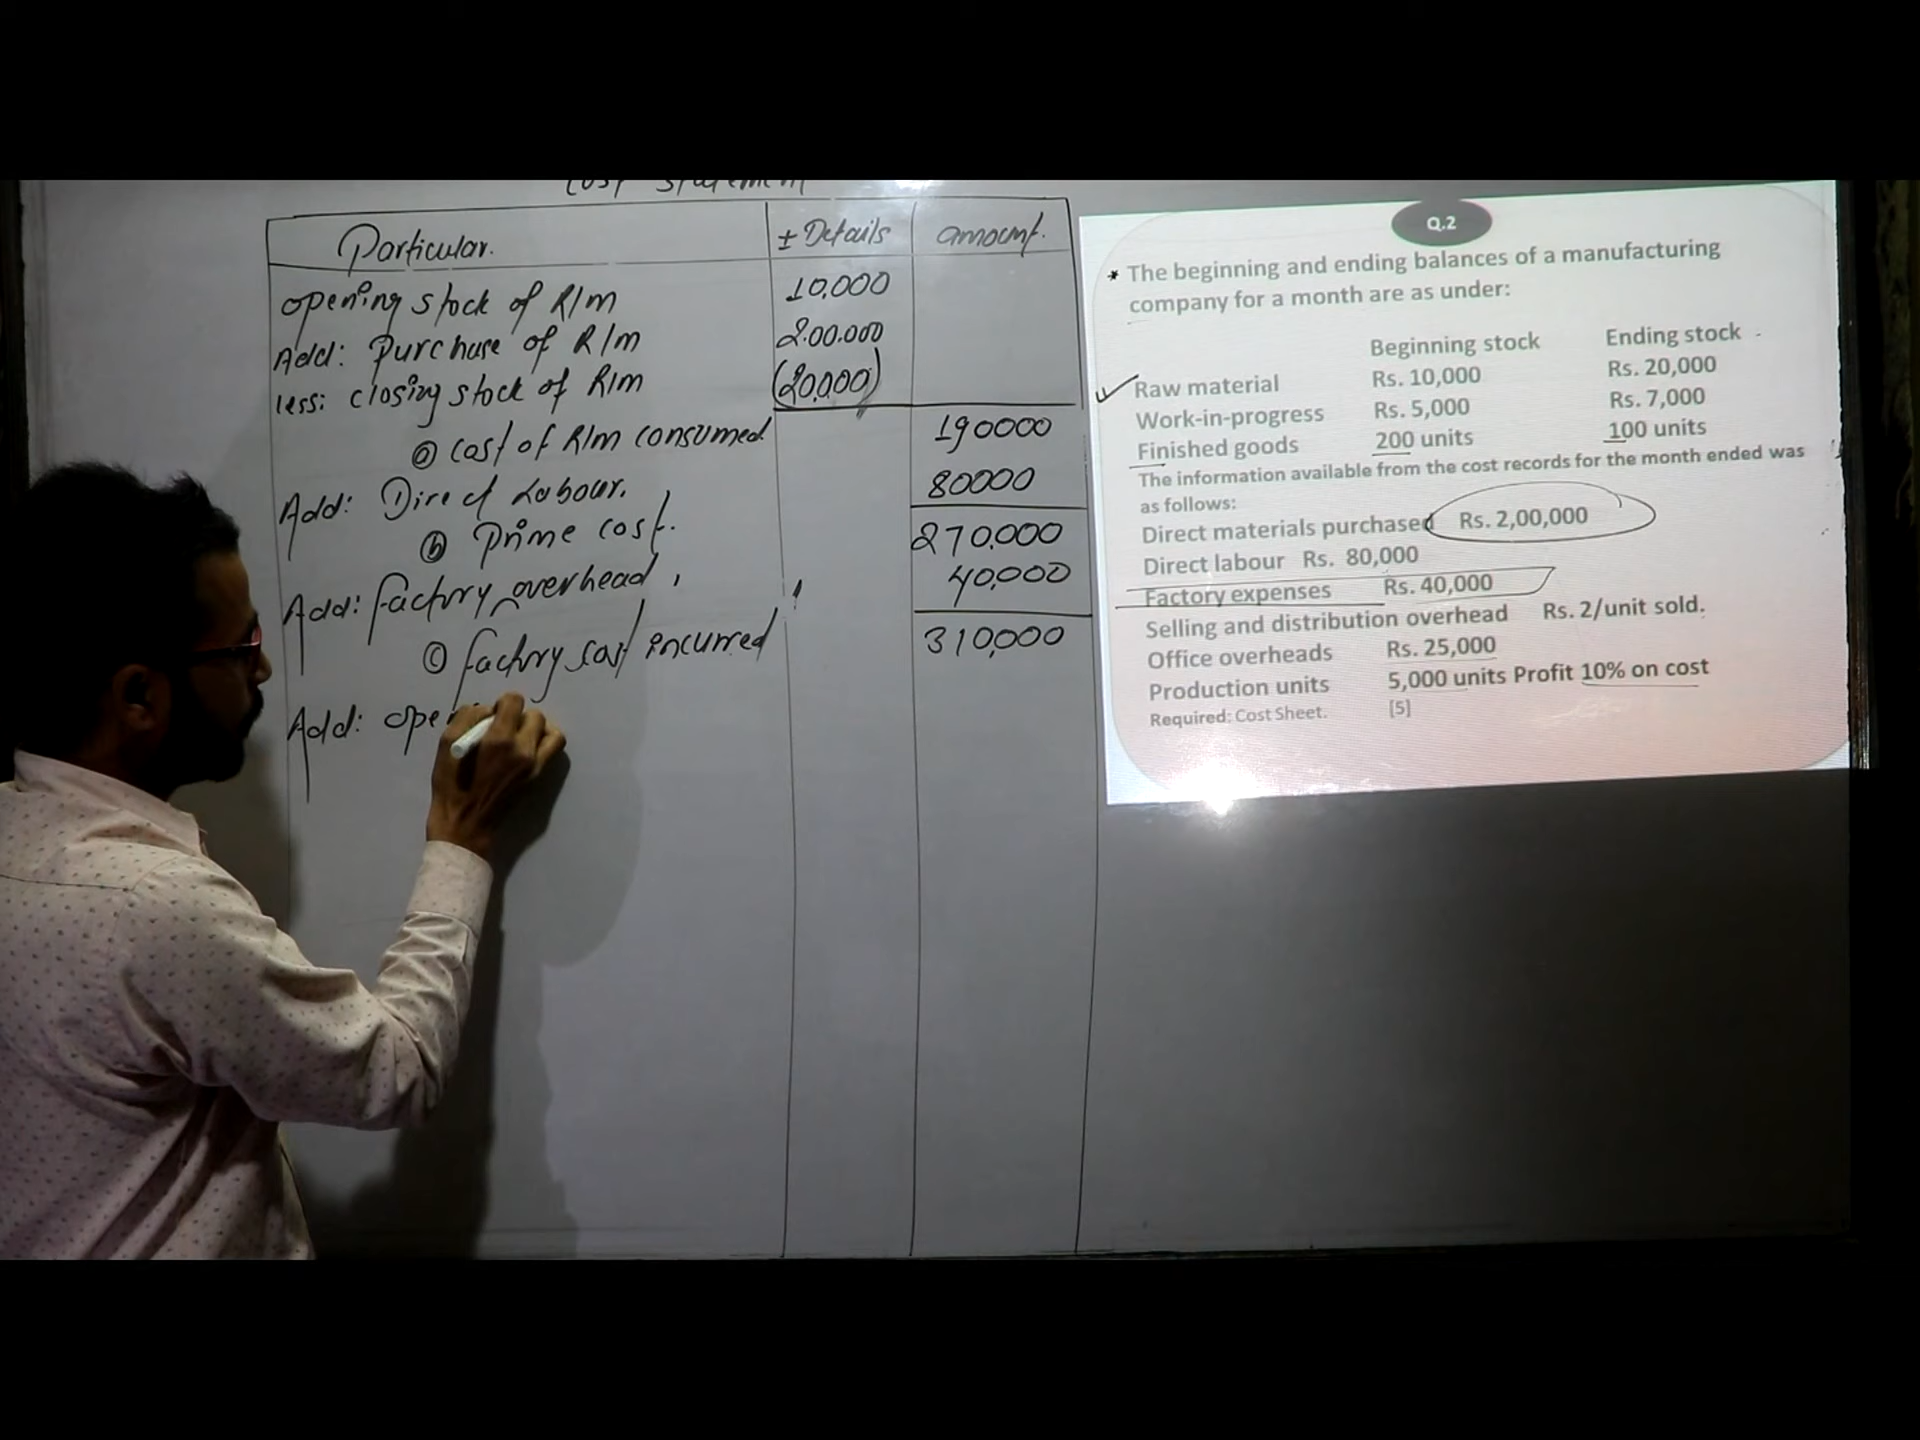 Cost Statement
Particular.
± Details
amount.
opening stock of R/m
10,000
Add: Purchase of R/m
2.00.000
less: closing stock of R/m
(20,000)
ⓐ Cost of R/m consumed
190000
Add: Direct Labour.
80000
ⓑ Prime cost.
270,000
Add: factory overhead,
40,000
ⓒ factory cost incurred
310,000
Add: ope
Q.2
* The beginning and ending balances of a manufacturing
company for a month are as under:
Beginning stock Ending stock
Raw material Rs. 10,000 Rs. 20,000
Work-in-progress Rs. 5,000 Rs. 7,000
Finished goods 200 units 100 units
The information available from the cost records for the month ended was
as follows:
Direct materials purchased Rs. 2,00,000
Direct labour Rs. 80,000
Factory expenses Rs. 40,000
Selling and distribution overhead Rs. 2/unit sold.
Office overheads Rs. 25,000
Production units 5,000 units Profit 10% on cost
Required: Cost Sheet. [5]